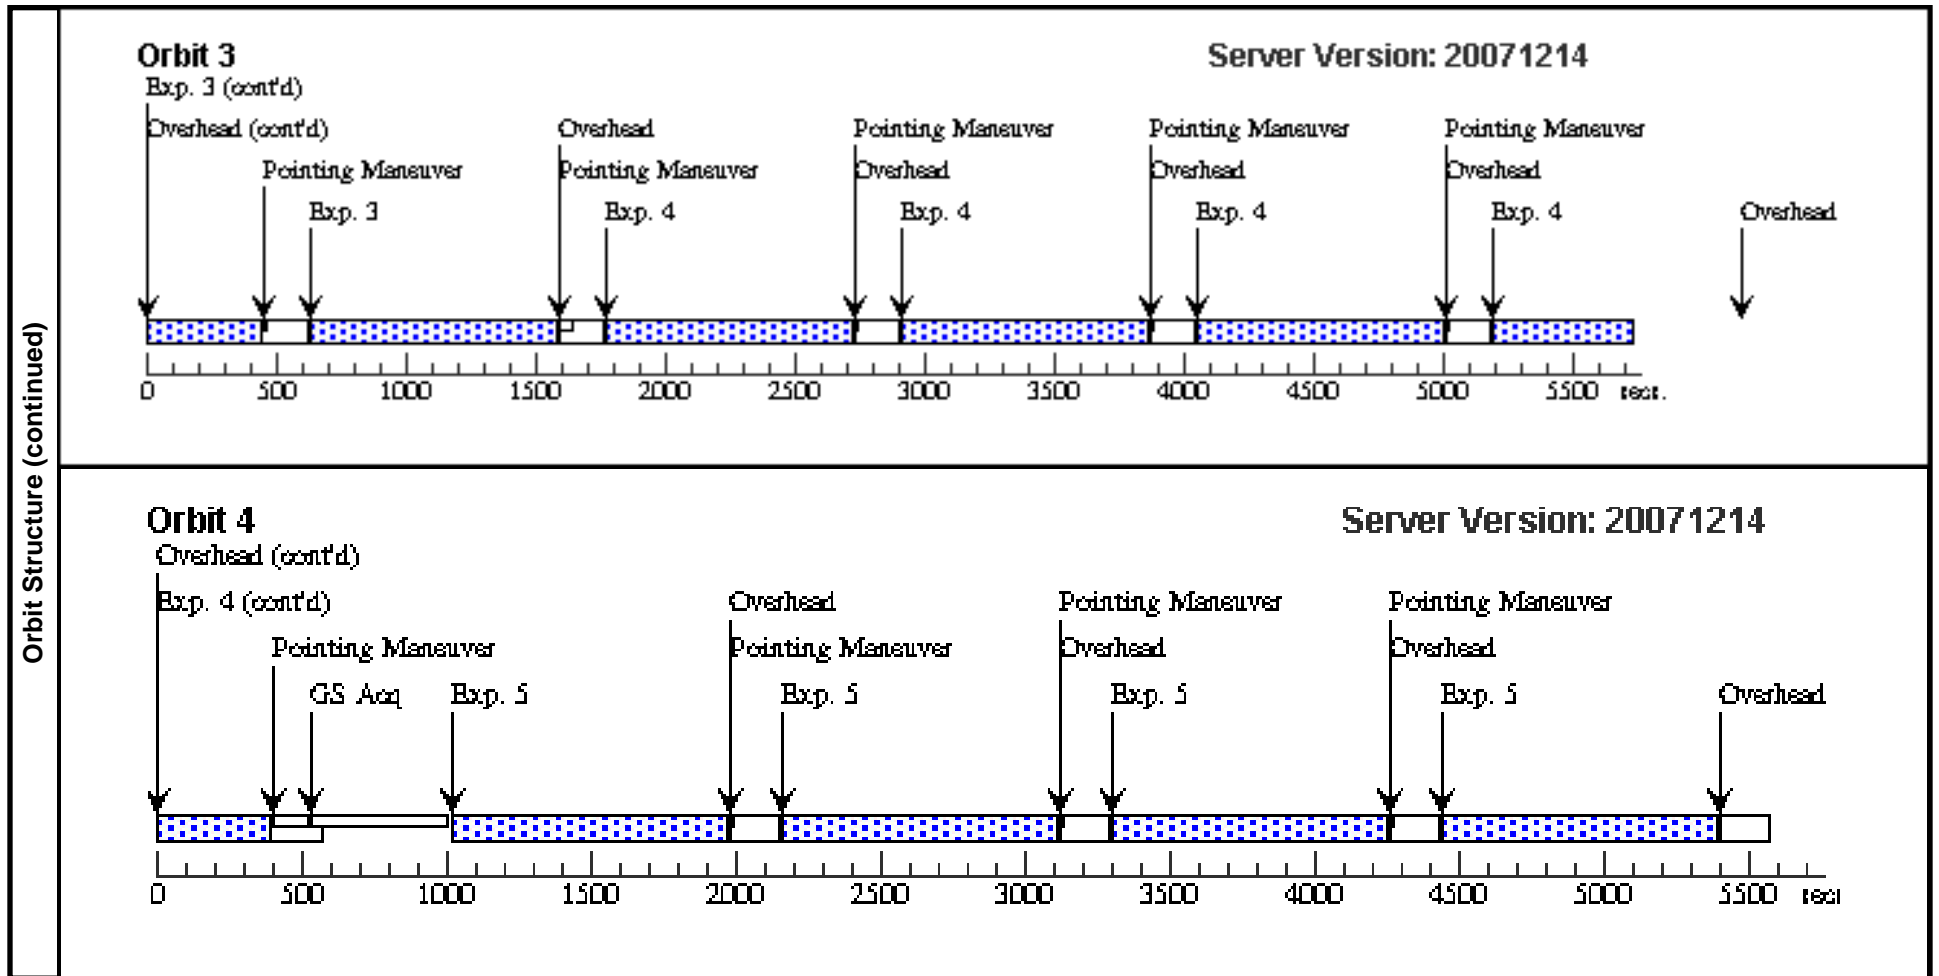 Orbit Structure (continued)
Orbit 3 Server Version: 20071214
Exp. 3 (cont'd)
Overhead (cont'd) Overhead Pointing Maneuver Pointing Maneuver Pointing Maneuver
Pointing Maneuver Pointing Maneuver Overhead Overhead Overhead
Exp. 3 Exp. 4 Exp. 4 Exp. 4 Exp. 4 Overhead
0 500 1000 1500 2000 2500 3000 3500 4000 4500 5000 5500 secs.
Orbit 4 Server Version: 20071214
Overhead (cont'd)
Exp. 4 (cont'd) Overhead Pointing Maneuver Pointing Maneuver
Pointing Maneuver Pointing Maneuver Overhead Overhead
GS Acq Exp. 5 Exp. 5 Exp. 5 Exp. 5 Overhead
0 500 1000 1500 2000 2500 3000 3500 4000 4500 5000 5500